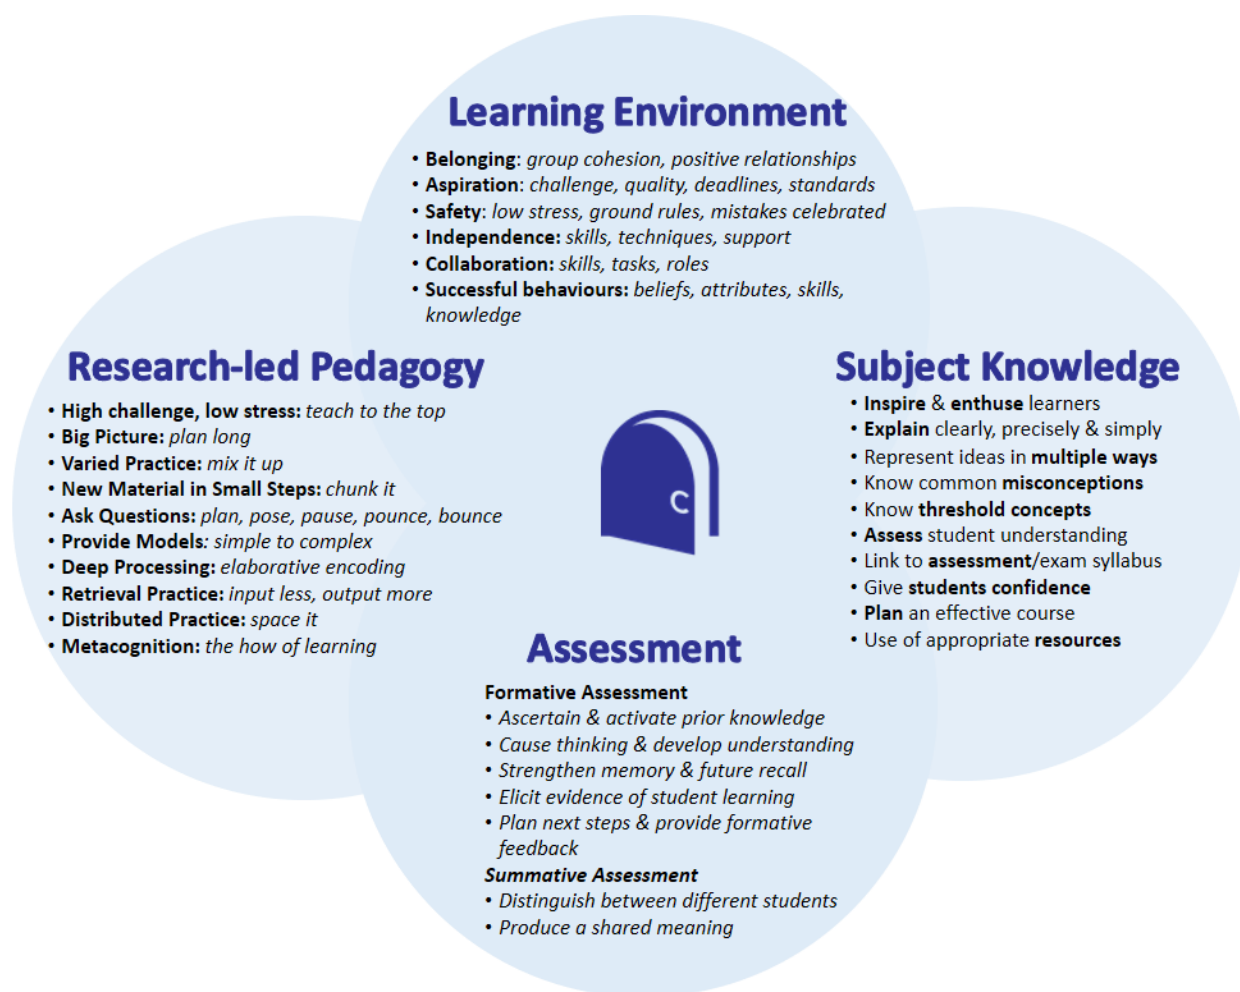 Learning Environment
• Belonging: group cohesion, positive relationships
• Aspiration: challenge, quality, deadlines, standards
• Safety: low stress, ground rules, mistakes celebrated
• Independence: skills, techniques, support
• Collaboration: skills, tasks, roles
• Successful behaviours: beliefs, attributes, skills,
knowledge
Research-led Pedagogy
• High challenge, low stress: teach to the top
• Big Picture: plan long
• Varied Practice: mix it up
• New Material in Small Steps: chunk it
• Ask Questions: plan, pose, pause, pounce, bounce
• Provide Models: simple to complex
• Deep Processing: elaborative encoding
• Retrieval Practice: input less, output more
• Distributed Practice: space it
• Metacognition: the how of learning
C
Subject Knowledge
• Inspire & enthuse learners
• Explain clearly, precisely & simply
• Represent ideas in multiple ways
• Know common misconceptions
• Know threshold concepts
• Assess student understanding
• Link to assessment/exam syllabus
• Give students confidence
• Plan an effective course
• Use of appropriate resources
Assessment
Formative Assessment
• Ascertain & activate prior knowledge
• Cause thinking & develop understanding
• Strengthen memory & future recall
• Elicit evidence of student learning
• Plan next steps & provide formative
feedback
Summative Assessment
• Distinguish between different students
• Produce a shared meaning